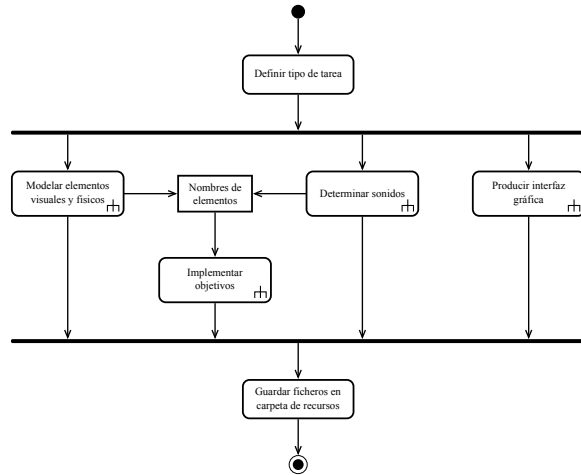 Definir tipo de tarea
Modelar elementos
visuales y físicos
Nombres de
elementos
Determinar sonidos
Producir interfaz
gráfica
Implementar
objetivos
Guardar ficheros en
carpeta de recursos